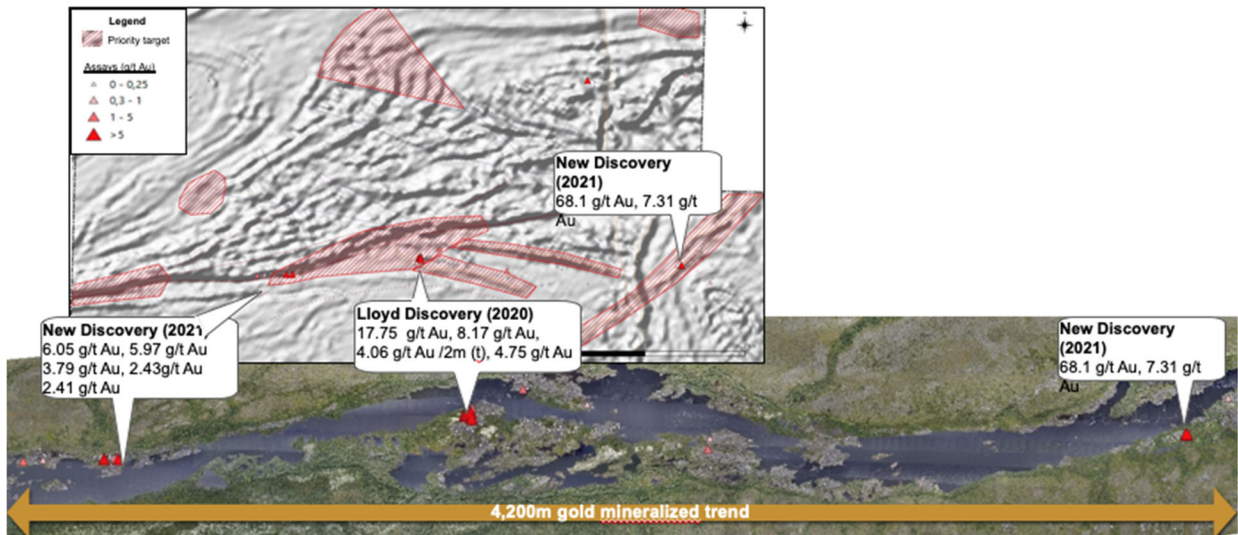 Legend
Priority target
Assays (g/t Au)
0 - 0,25
0,3 - 1
1 - 5
>5
New Discovery
(2021)
68.1 g/t Au, 7.31 g/t
Au
New Discovery (2021
6.05 g/t Au, 5.97 g/t Au
3.79 g/t Au, 2.43g/t Au
2.41 g/t Au
Lloyd Discovery (2020)
17.75 g/t Au, 8.17 g/t Au,
4.06 g/t Au /2m (t), 4.75 g/t Au
New Discovery
(2021)
68.1 g/t Au, 7.31 g/t
Au
4,200m gold mineralized trend